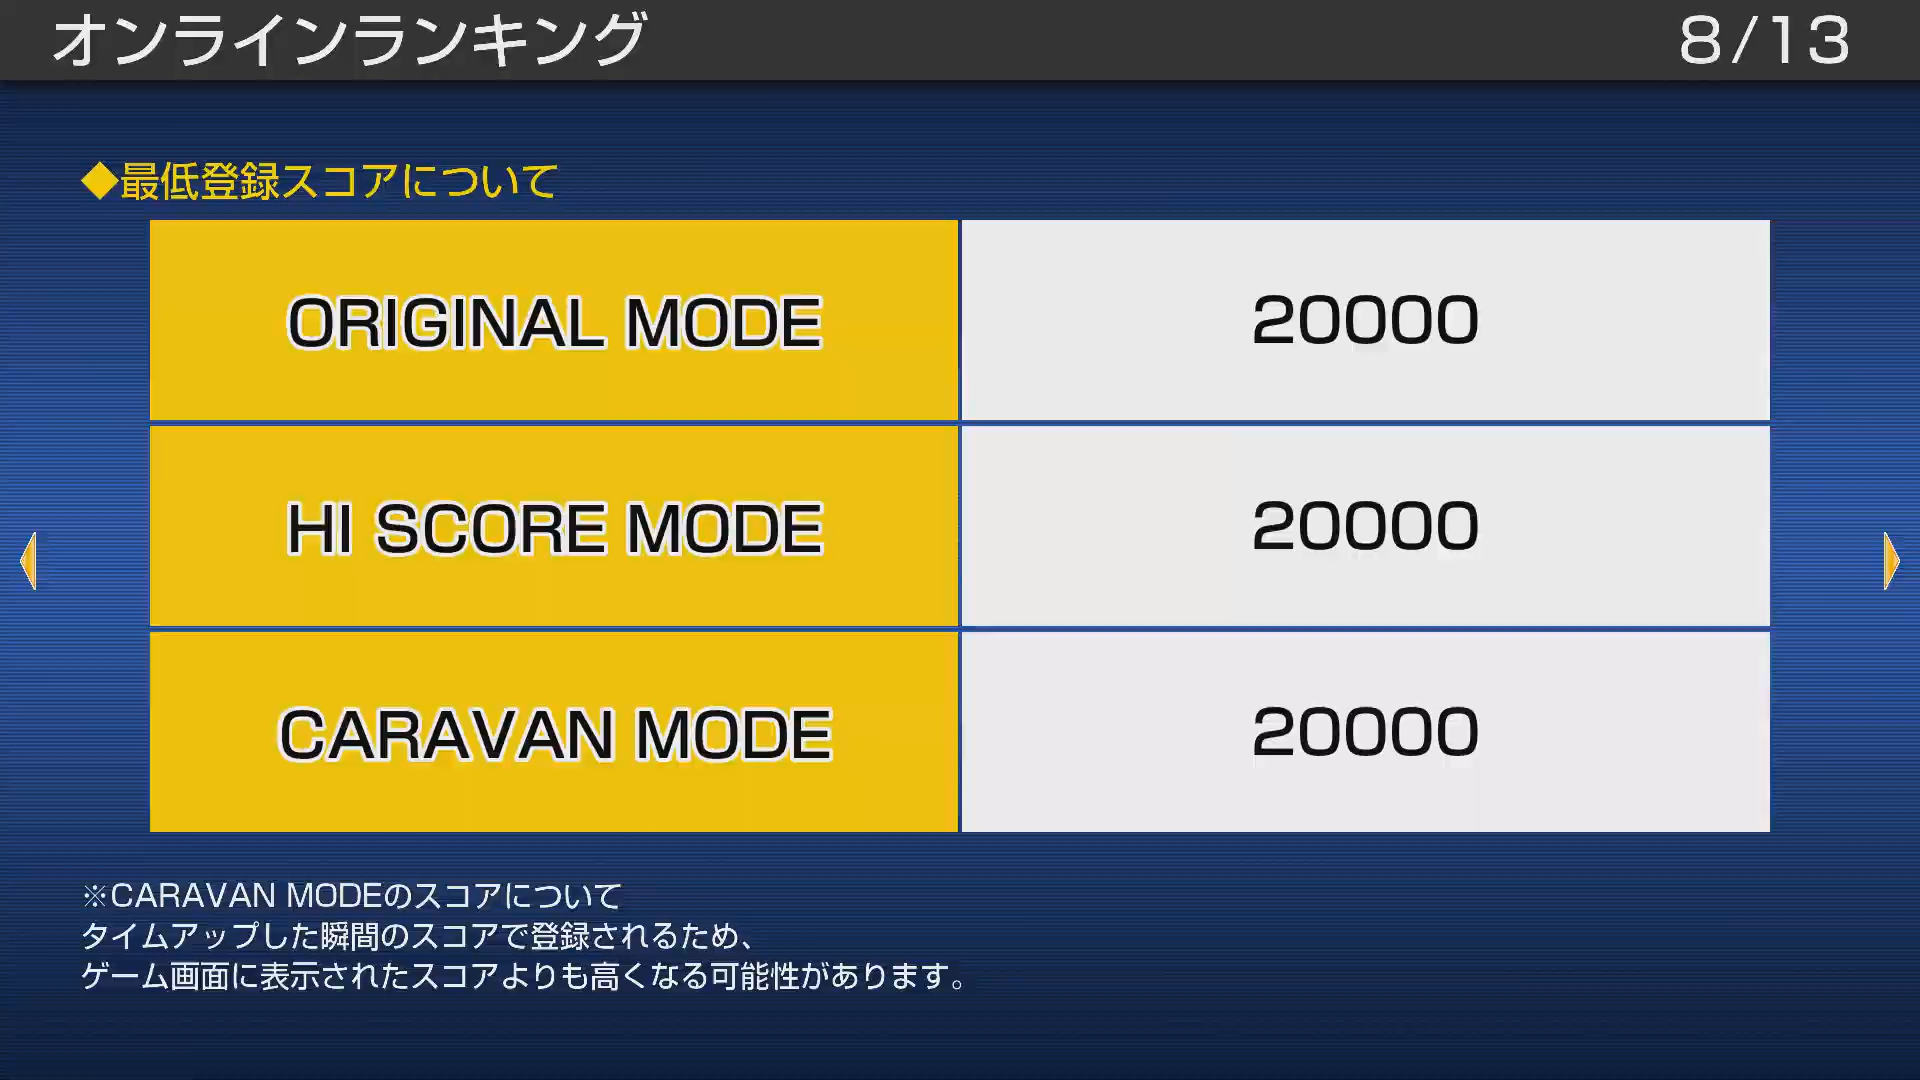 オンラインランキング
8/13
◆最低登録スコアについて
ORIGINAL MODE
20000
HI SCORE MODE
20000
CARAVAN MODE
20000
※CARAVAN MODEのスコアについて
タイムアップした瞬間のスコアで登録されるため、
ゲーム画面に表示されたスコアよりも高くなる可能性があります。